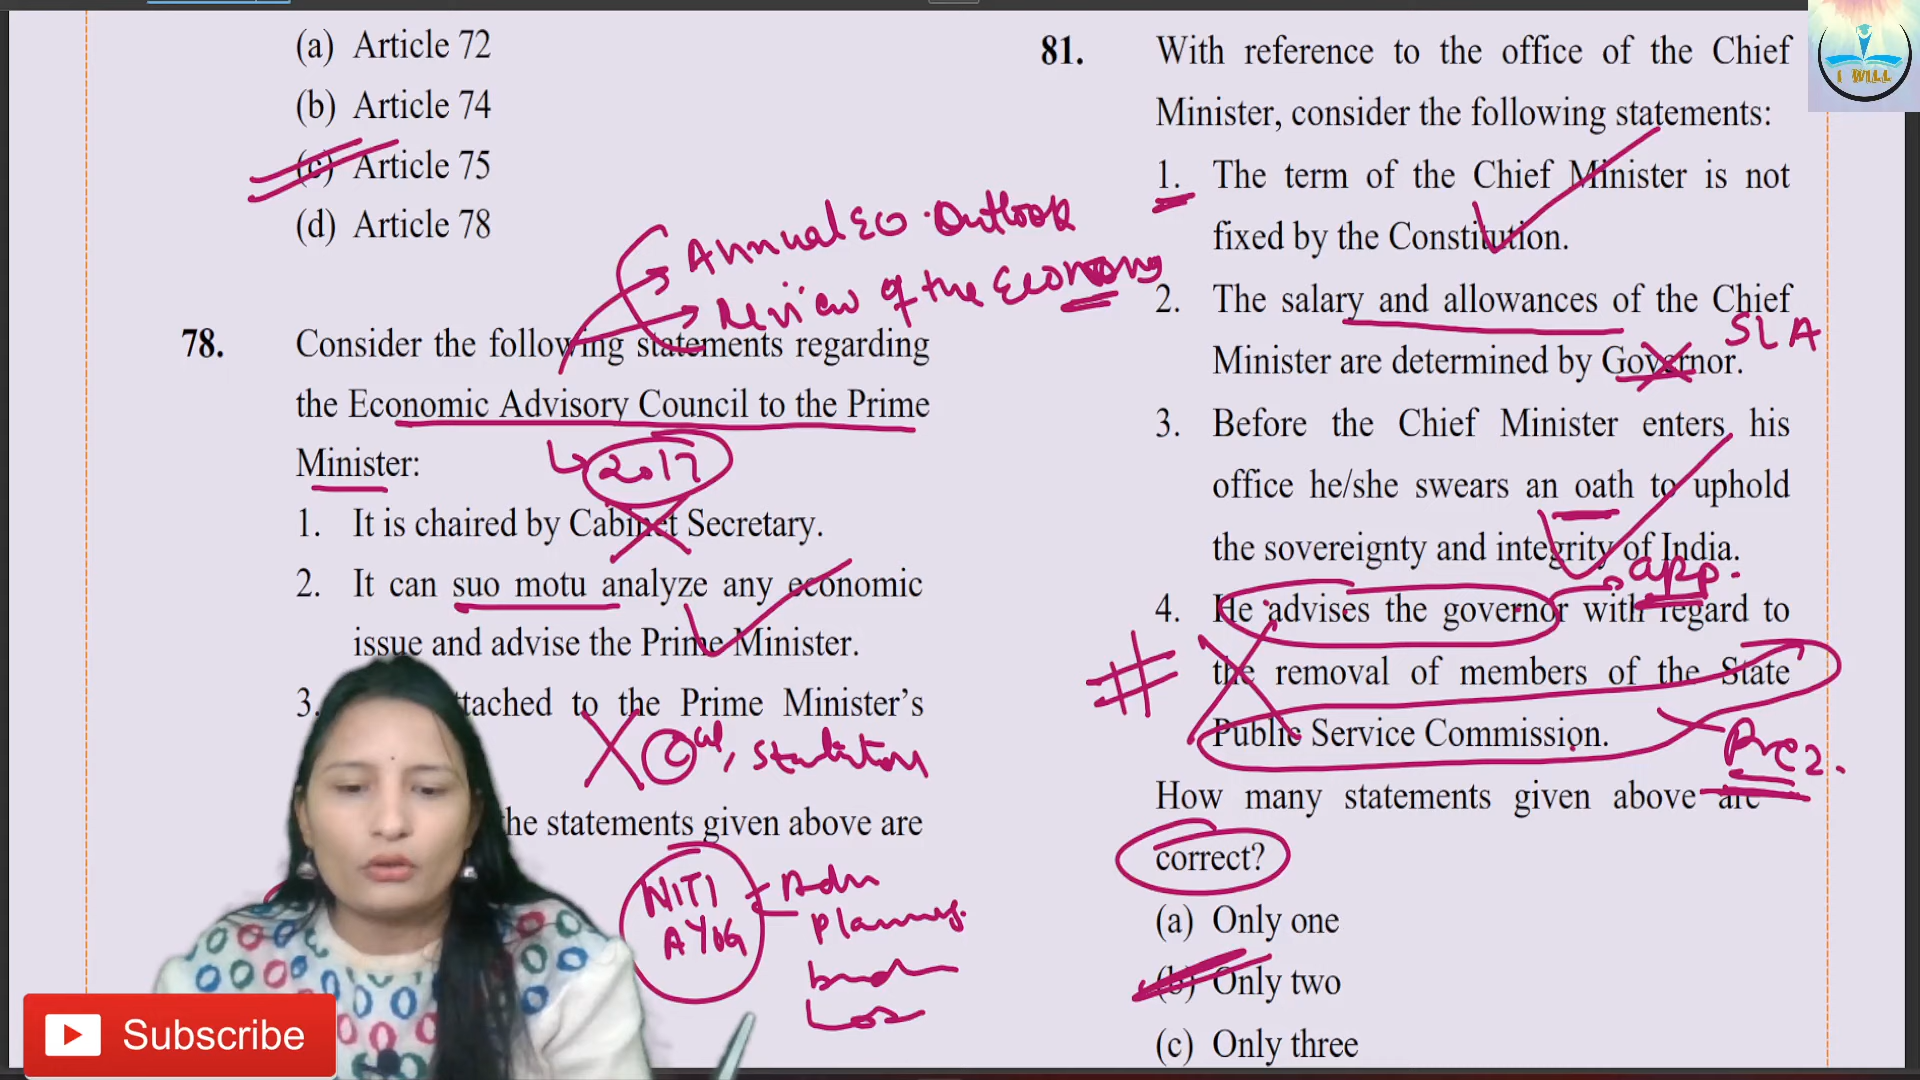 (a) Article 72
(b) Article 74
(c) Article 75
(d) Article 78
Annual Eco. Outlook
Review of the Economy
78. Consider the following statements regarding
the Economic Advisory Council to the Prime
Minister:
2017
1. It is chaired by Cabinet Secretary.
2. It can suo motu analyze any economic
issue and advise the Prime Minister.
3. tached to the Prime Minister's
he statements given above are
NITI
AYOG
Adm
Planning.
Subscribe
81. With reference to the office of the Chief
Minister, consider the following statements:
1. The term of the Chief Minister is not
fixed by the Constitution.
2. The salary and allowances of the Chief
SLA
Minister are determined by Governor.
3. Before the Chief Minister enters his
office he/she swears an oath to uphold
the sovereignty and integrity of India.
app.
4. He advises the governor with regard to
#
the removal of members of the State
Public Service Commission.
Prez.
How many statements given above are
correct?
(a) Only one
(b) Only two
(c) Only three
I WILL